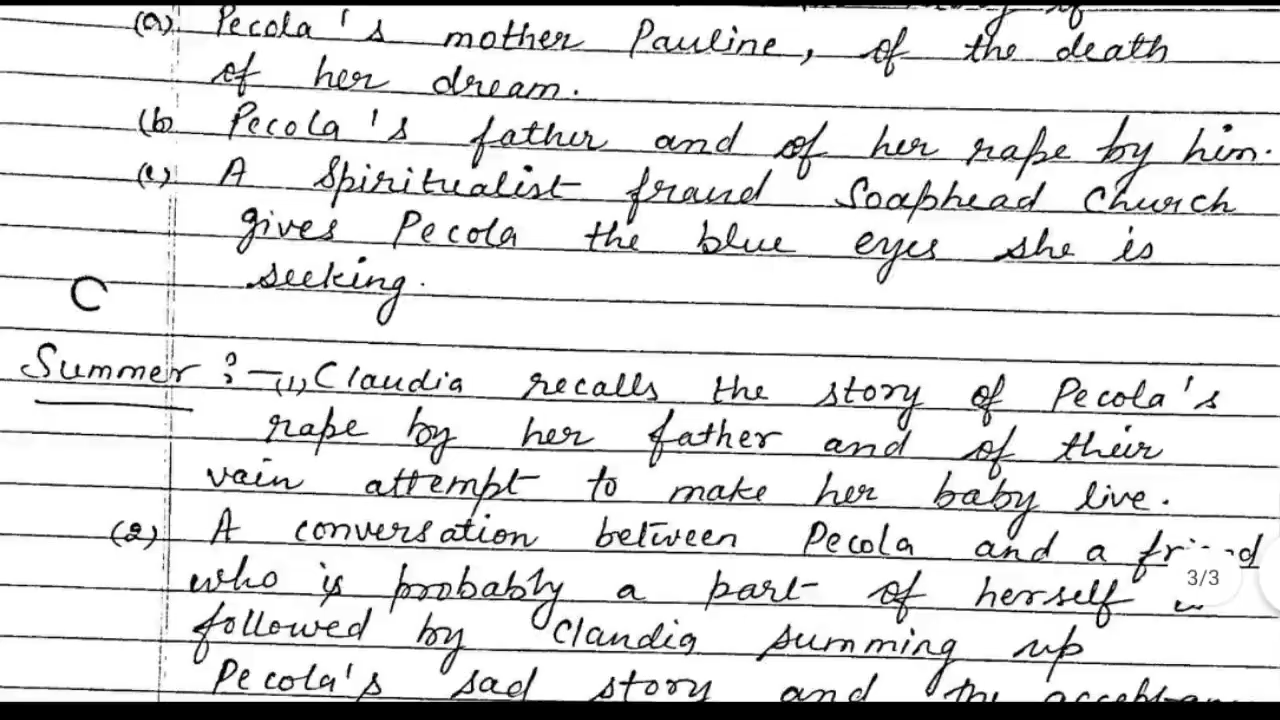 (a) Pecola's mother Pauline, of the death
of her dream.
(b) Pecola's father and of her rape by him.
(c) A Spiritualist fraud Soaphead Church
gives Pecola the blue eyes she is
seeking.
C
Summer :- (1) Claudia recalls the story of Pecola's
rape by her father and of their
vain attempt to make her baby live.
(2) A conversation between Pecola and a
3/3
who is probably a part of herself
followed by Claudia summing up
Pecola's sad story and the